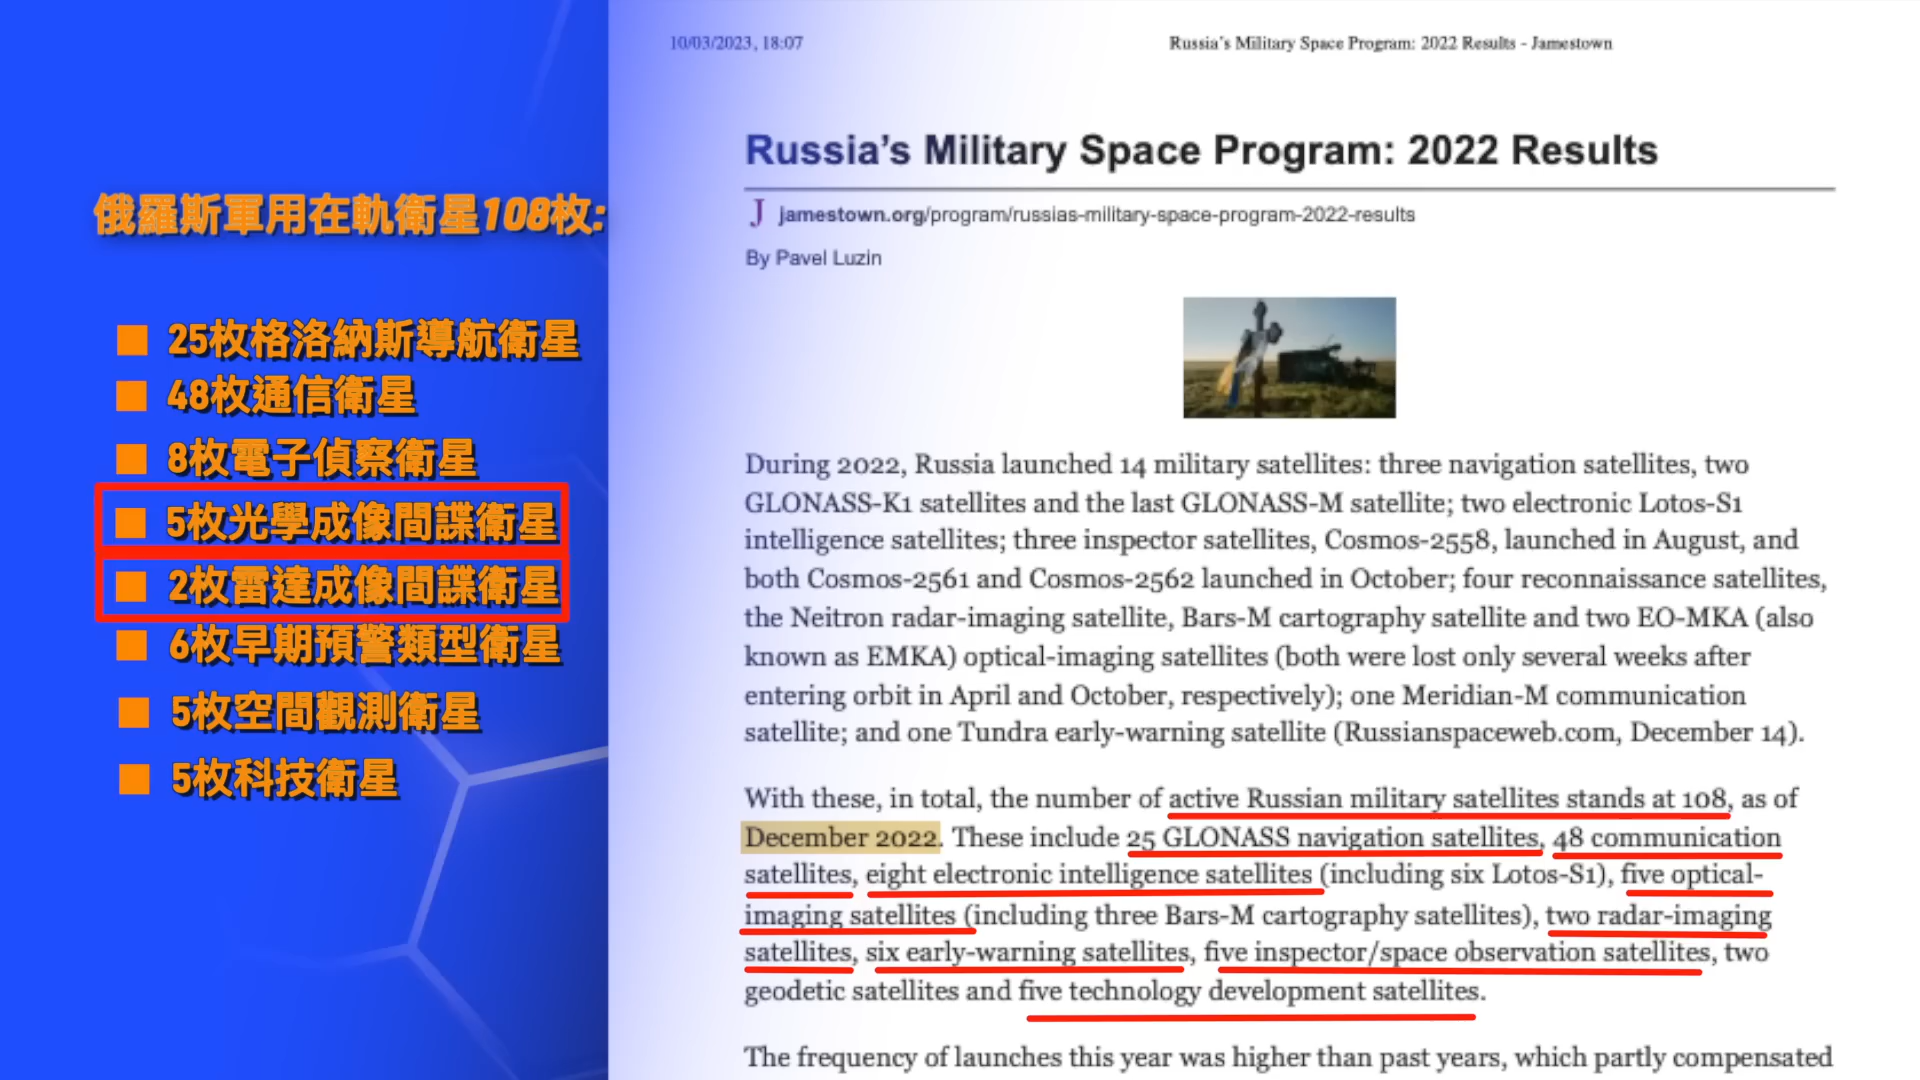 俄羅斯軍用在軌衛星108枚:
25枚格洛納斯導航衛星
48枚通信衛星
8枚電子偵察衛星
5枚光學成像間諜衛星
2枚雷達成像間諜衛星
6枚早期預警類型衛星
5枚空間觀測衛星
5枚科技衛星
10/03/2023, 18:07
Russia's Military Space Program: 2022 Results - Jamestown
Russia's Military Space Program: 2022 Results
J jamestown.org/program/russias-military-space-program-2022-results
By Pavel Luzin
During 2022, Russia launched 14 military satellites: three navigation satellites, two
GLONASS-K1 satellites and the last GLONASS-M satellite; two electronic Lotos-S1
intelligence satellites; three inspector satellites, Cosmos-2558, launched in August, and
both Cosmos-2561 and Cosmos-2562 launched in October; four reconnaissance satellites,
the Neitron radar-imaging satellite, Bars-M cartography satellite and two EO-MKA (also
known as EMKA) optical-imaging satellites (both were lost only several weeks after
entering orbit in April and October, respectively); one Meridian-M communication
satellite; and one Tundra early-warning satellite (Russianspaceweb.com, December 14).
With these, in total, the number of active Russian military satellites stands at 108, as of
December 2022. These include 25 GLONASS navigation satellites, 48 communication
satellites, eight electronic intelligence satellites (including six Lotos-S1), five optical-
imaging satellites (including three Bars-M cartography satellites), two radar-imaging
satellites, six early-warning satellites, five inspector/space observation satellites, two
geodetic satellites and five technology development satellites.
The frequency of launches this year was higher than past years, which partly compensated